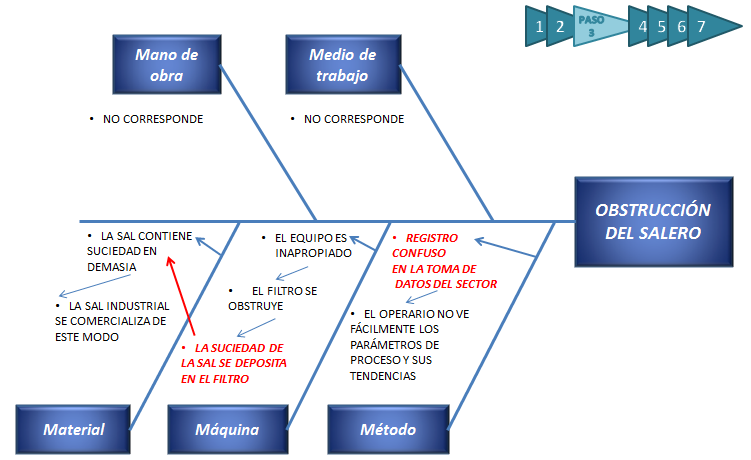 1
2
PASO
3
4
5
6
7
Mano de
obra
Medio de
trabajo
• NO CORRESPONDE
• NO CORRESPONDE
OBSTRUCCIÓN
DEL SALERO
• LA SAL CONTIENE
SUCIEDAD EN
DEMASIA
• LA SAL INDUSTRIAL
SE COMERCIALIZA DE
ESTE MODO
• EL EQUIPO ES
INAPROPIADO
• EL FILTRO SE
OBSTRUYE
• LA SUCIEDAD DE
LA SAL SE DEPOSITA
EN EL FILTRO
• REGISTRO
CONFUSO
EN LA TOMA DE
DATOS DEL SECTOR
• EL OPERARIO NO VE
FÁCILMENTE LOS
PARÁMETROS DE
PROCESO Y SUS
TENDENCIAS
Material
Máquina
Método